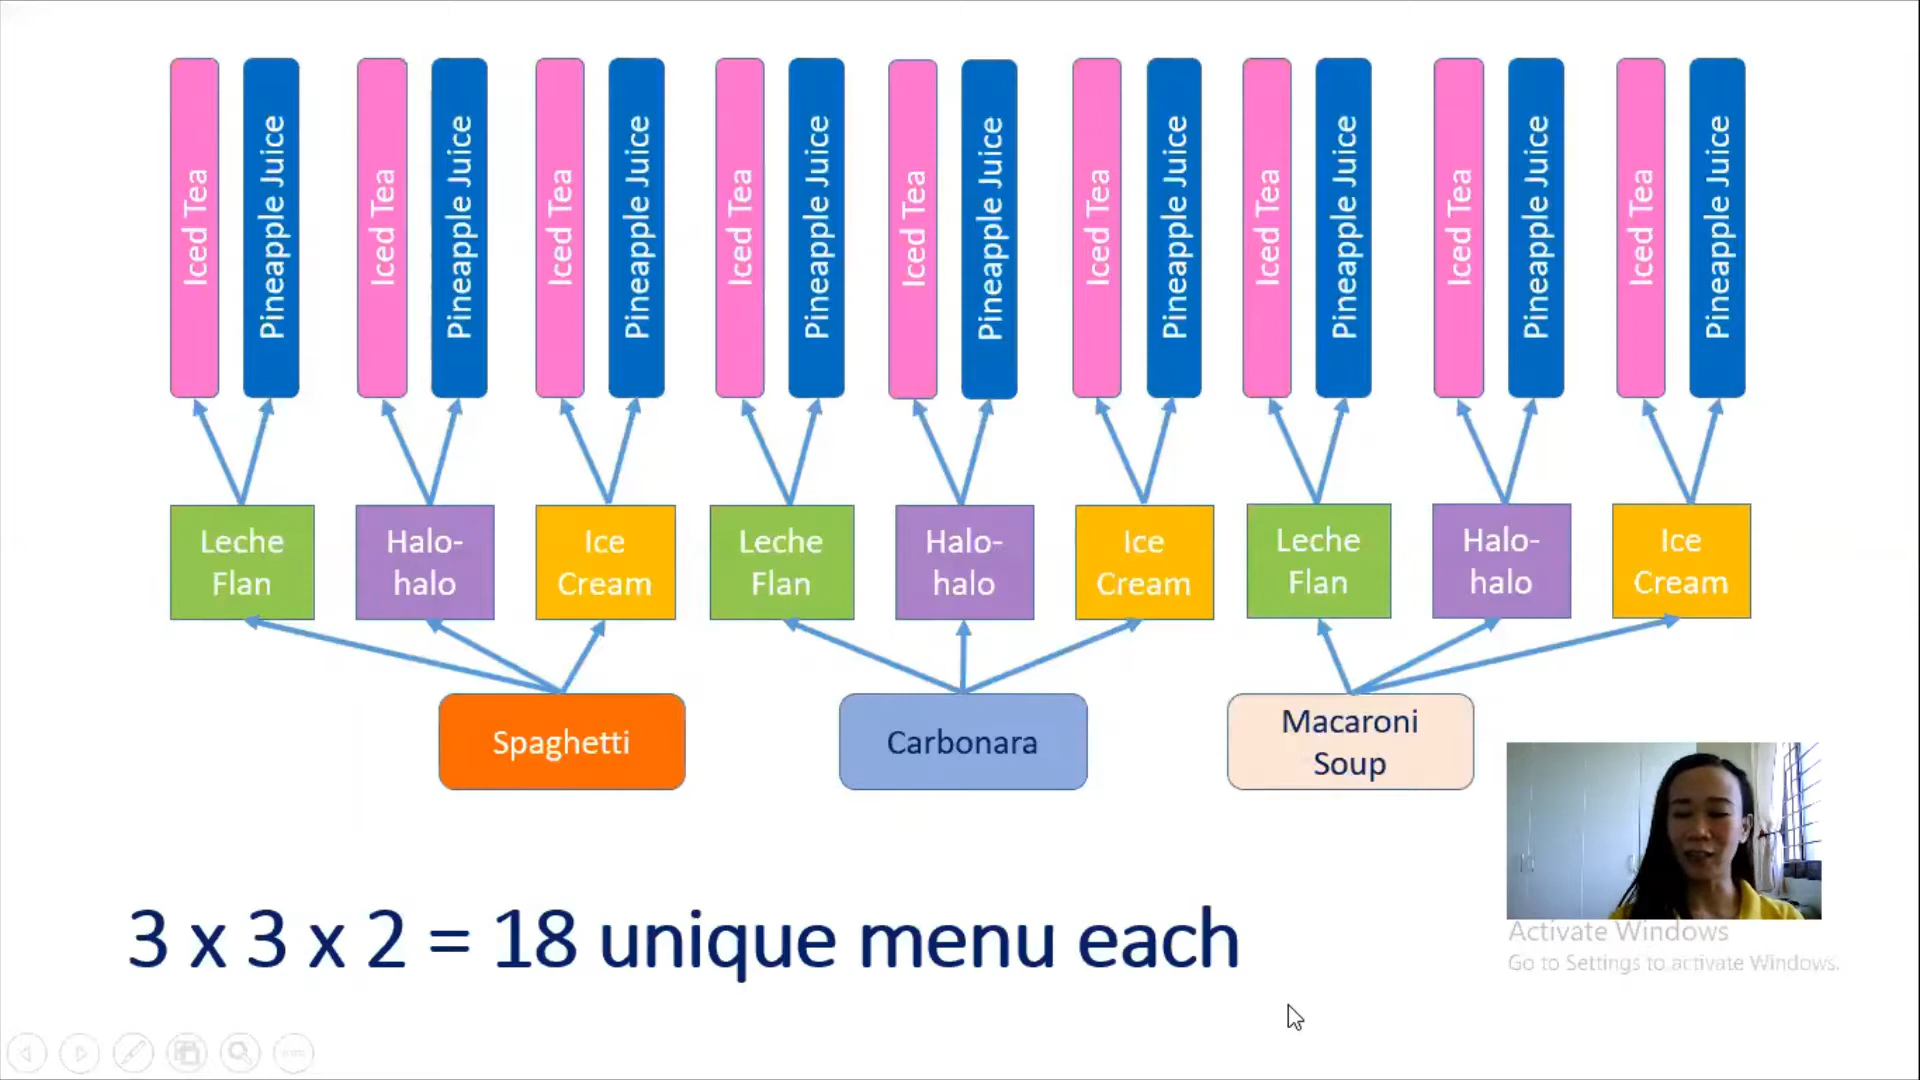 Iced Tea
Pineapple Juice
Iced Tea
Pineapple Juice
Iced Tea
Pineapple Juice
Iced Tea
Pineapple Juice
Iced Tea
Pineapple Juice
Iced Tea
Pineapple Juice
Iced Tea
Pineapple Juice
Iced Tea
Pineapple Juice
Iced Tea
Pineapple Juice
Leche
Flan
Halo-
halo
Ice
Cream
Leche
Flan
Halo-
halo
Ice
Cream
Leche
Flan
Halo-
halo
Ice
Cream
Spaghetti
Carbonara
Macaroni
Soup
3 x 3 x 2 = 18 unique menu each
Activate Windows
Go to Settings to activate Windows.